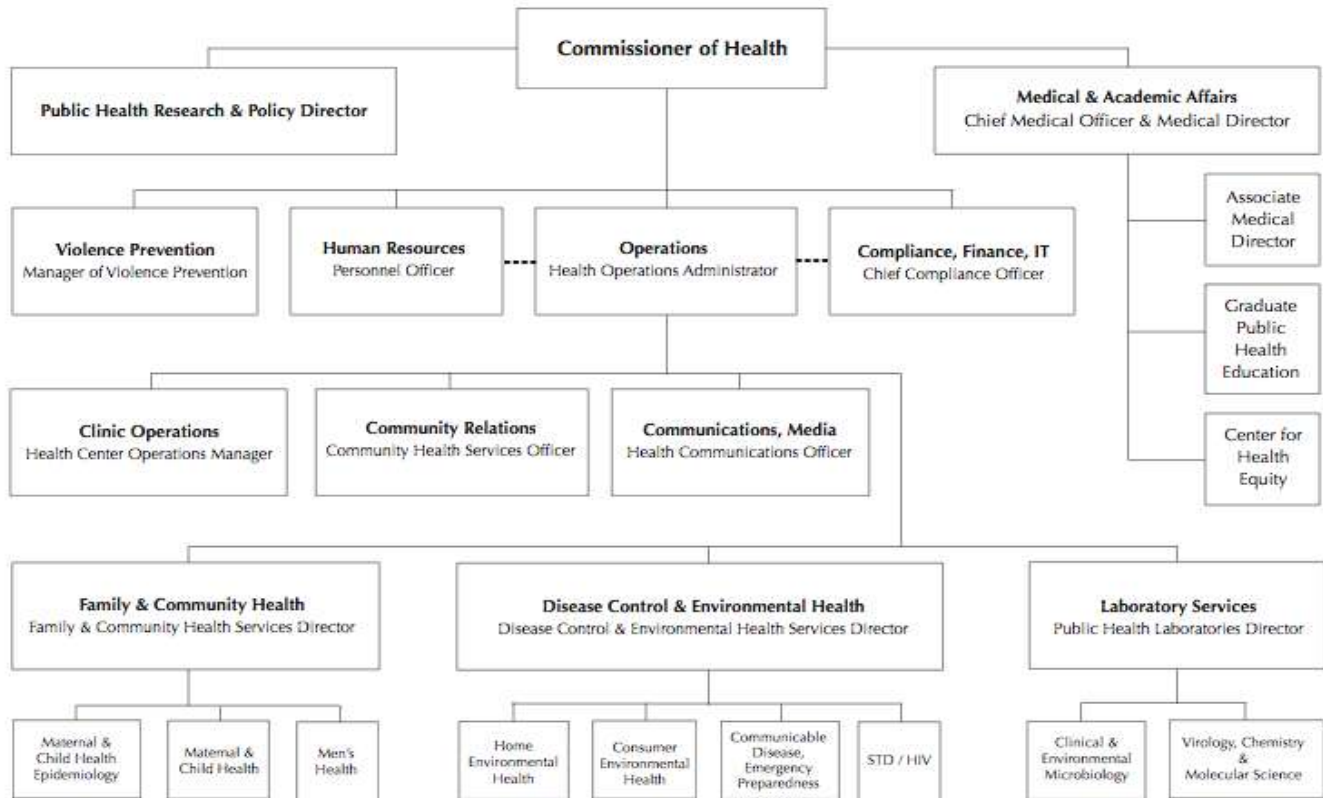 Commissioner of Health
Public Health Research & Policy Director
Medical & Academic Affairs
Chief Medical Officer & Medical Director
Associate
Medical
Director
Graduate
Public
Health
Education
Center for
Health
Equity
Violence Prevention
Manager of Violence Prevention
Human Resources
Personnel Officer
Operations
Health Operations Administrator
Compliance, Finance, IT
Chief Compliance Officer
Clinic Operations
Health Center Operations Manager
Community Relations
Community Health Services Officer
Communications, Media
Health Communications Officer
Family & Community Health
Family & Community Health Services Director
Disease Control & Environmental Health
Disease Control & Environmental Health Services Director
Laboratory Services
Public Health Laboratories Director
Maternal &
Child Health
Epidemiology
Maternal &
Child Health
Men's
Health
Home
Environmental
Health
Consumer
Environmental
Health
Communicable
Disease,
Emergency
Preparedness
STD / HIV
Clinical &
Environmental
Microbiology
Virology, Chemistry
&
Molecular Science